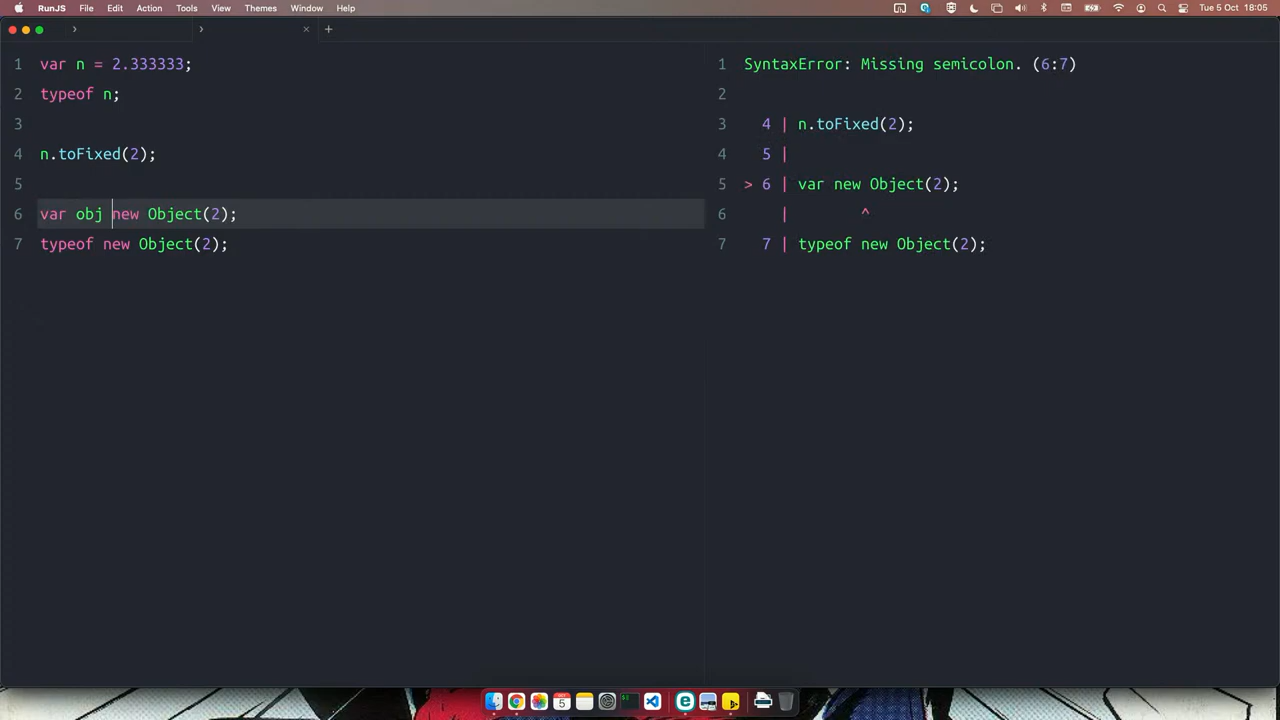 RunJS File Edit Action Tools View Themes Window Help Tue 5 Oct 18:05
1 var n = 2.333333;
2 typeof n;
3
4 n.toFixed(2);
5
6 var obj new Object(2);
7 typeof new Object(2);
1 SyntaxError: Missing semicolon. (6:7)
2
3 4 | n.toFixed(2);
4 5 |
5 > 6 | var new Object(2);
6 | ^
7 7 | typeof new Object(2);